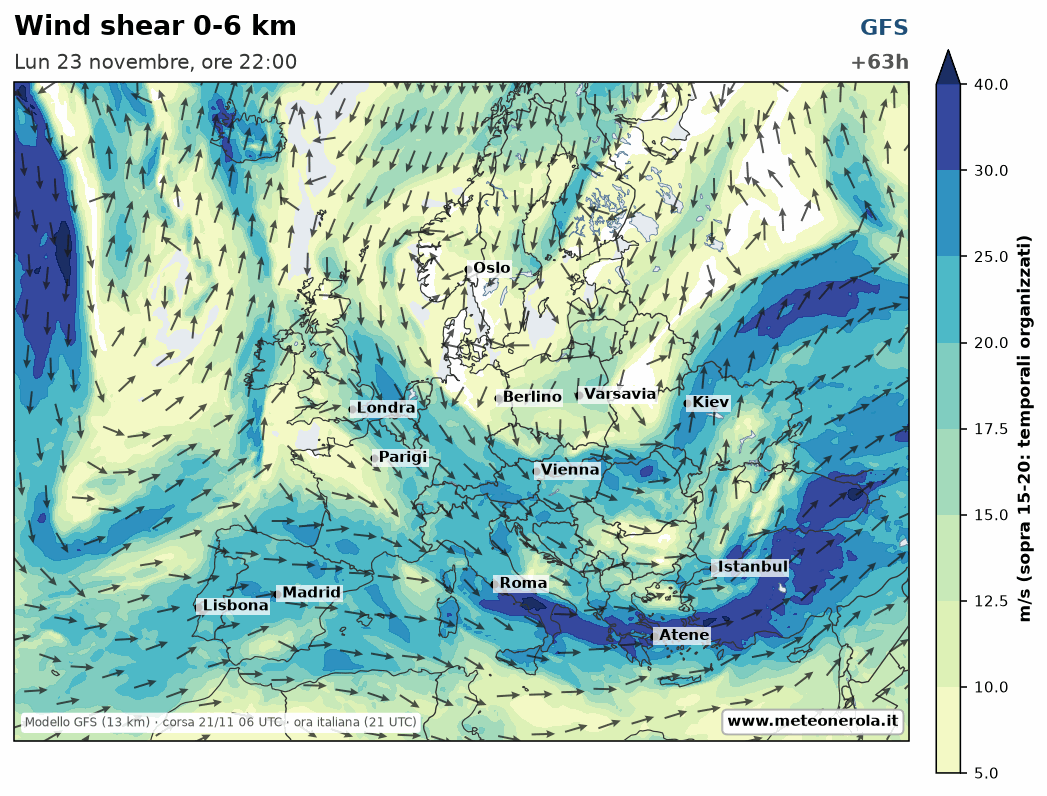 Wind shear 0-6 km
GFS
Lun 23 novembre, ore 22:00
+63h
40.0
30.0
25.0
20.0
17.5
15.0
12.5
10.0
5.0
m/s (sopra 15-20: temporali organizzati)
Oslo
Berlino
Varsavia
Kiev
Londra
Parigi
Vienna
Istanbul
Roma
Madrid
Lisbona
Atene
Modello GFS (13 km) · corsa 21/11 06 UTC · ora italiana (21 UTC)
www.meteonerola.it